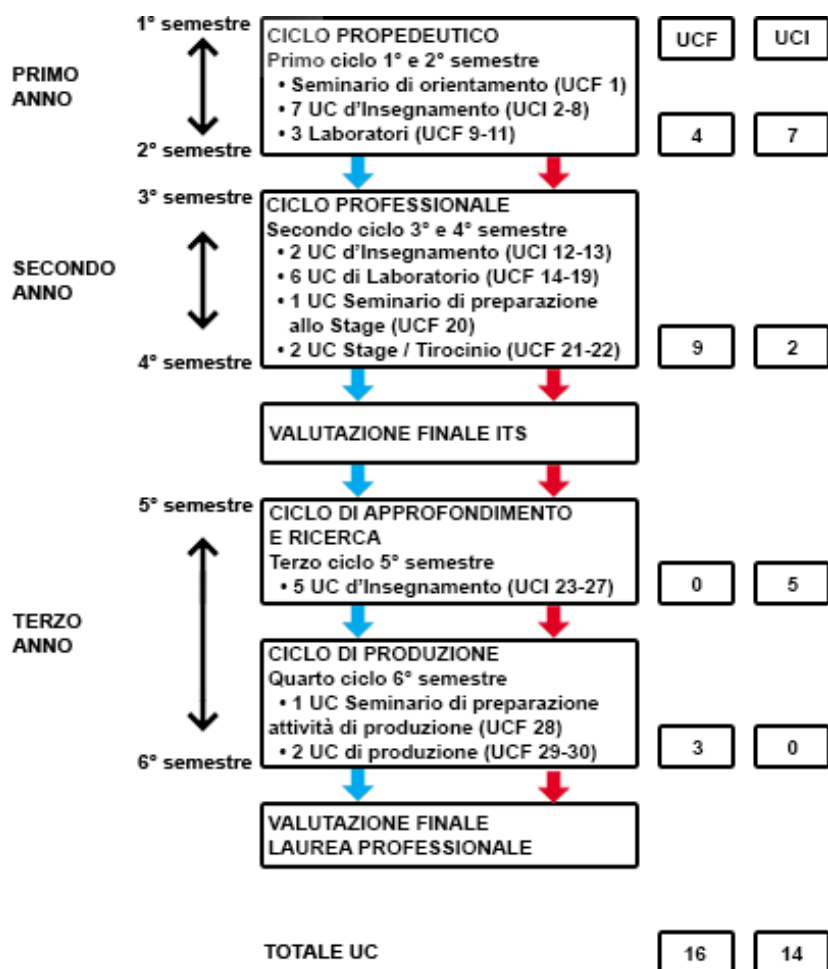 1° semestre
CICLO PROPEDEUTICO
UCF
UCI
Primo ciclo 1° e 2° semestre
PRIMO
ANNO
• Seminario di orientamento (UCF 1)
• 7 UC d'Insegnamento (UCI 2-8)
• 3 Laboratori (UCF 9-11)
4
7
2° semestre
3° semestre
CICLO PROFESSIONALE
Secondo ciclo 3° e 4° semestre
• 2 UC d'Insegnamento (UCI 12-13)
SECONDO
ANNO
• 6 UC di Laboratorio (UCF 14-19)
• 1 UC Seminario di preparazione
allo Stage (UCF 20)
• 2 UC Stage / Tirocinio (UCF 21-22)
9
2
4° semestre
VALUTAZIONE FINALE ITS
5° semestre
CICLO DI APPROFONDIMENTO
E RICERCA
Terzo ciclo 5° semestre
• 5 UC d'Insegnamento (UCI 23-27)
0
5
TERZO
ANNO
CICLO DI PRODUZIONE
Quarto ciclo 6° semestre
• 1 UC Seminario di preparazione
attività di produzione (UCF 28)
• 2 UC di produzione (UCF 29-30)
3
0
6° semestre
VALUTAZIONE FINALE
LAUREA PROFESSIONALE
TOTALE UC
16
14